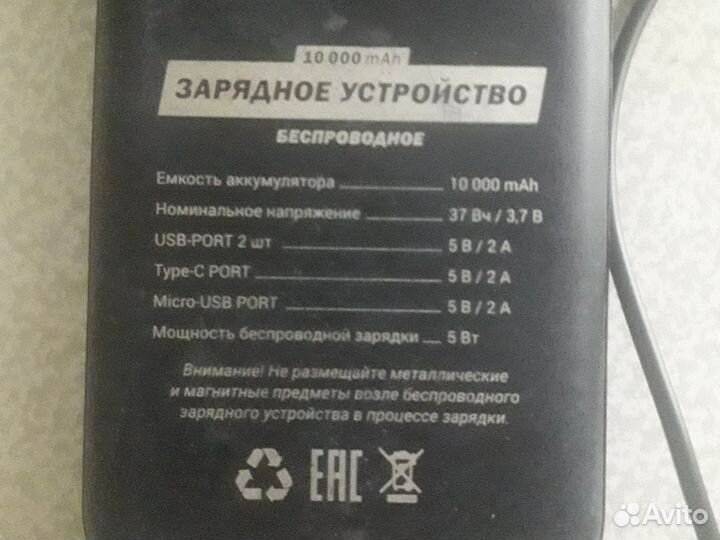 10 000 mAh
ЗАРЯДНОЕ УСТРОЙСТВО
БЕСПРОВОДНОЕ
Емкость аккумулятора 10 000 mAh
Номинальное напряжение 37 Вч / 3,7 В
USB-PORT 2 шт 5 В / 2 А
Type-C PORT 5 В / 2 А
Micro-USB PORT 5 В / 2 А
Мощность беспроводной зарядки 5 Вт
Внимание! Не размещайте металлические
и магнитные предметы возле беспроводного
зарядного устройства в процессе зарядки.
EAC
Avito